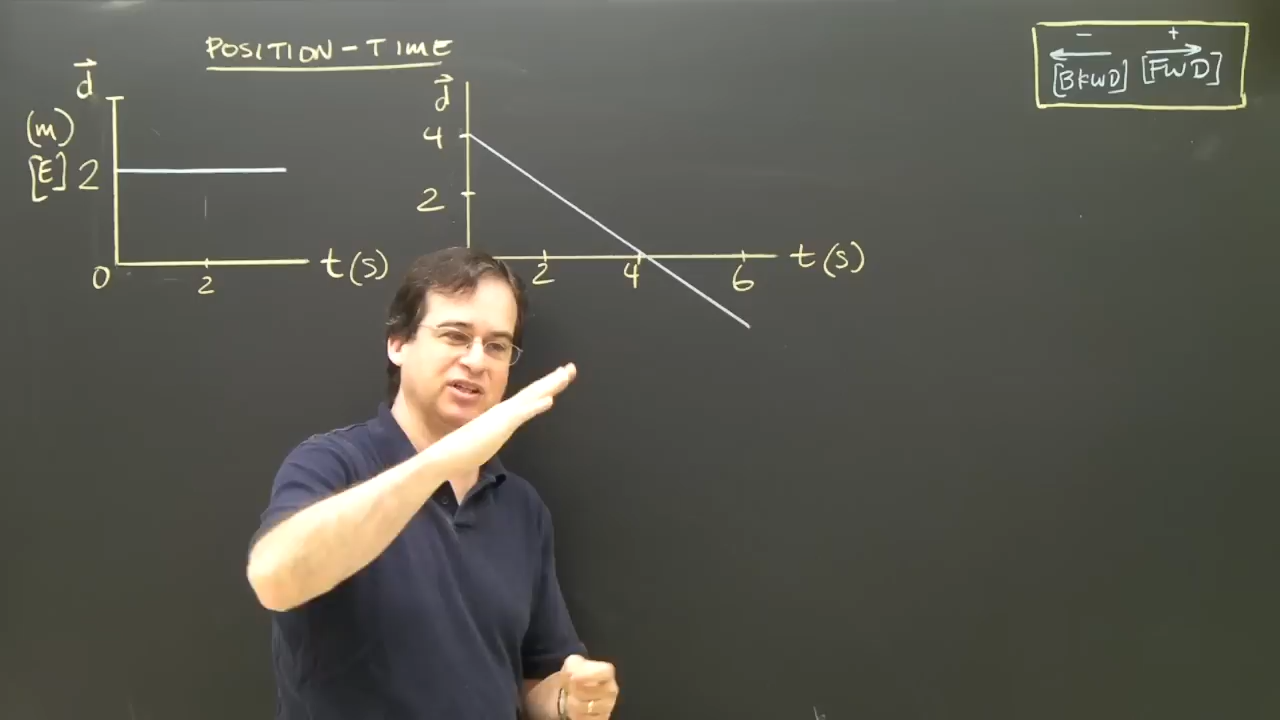 POSITION-TIME
d
(m)
[E] 2
0
2
t(s)
d
4
2
2
4
6
t(s)
- +
[BKWD] [FWD]